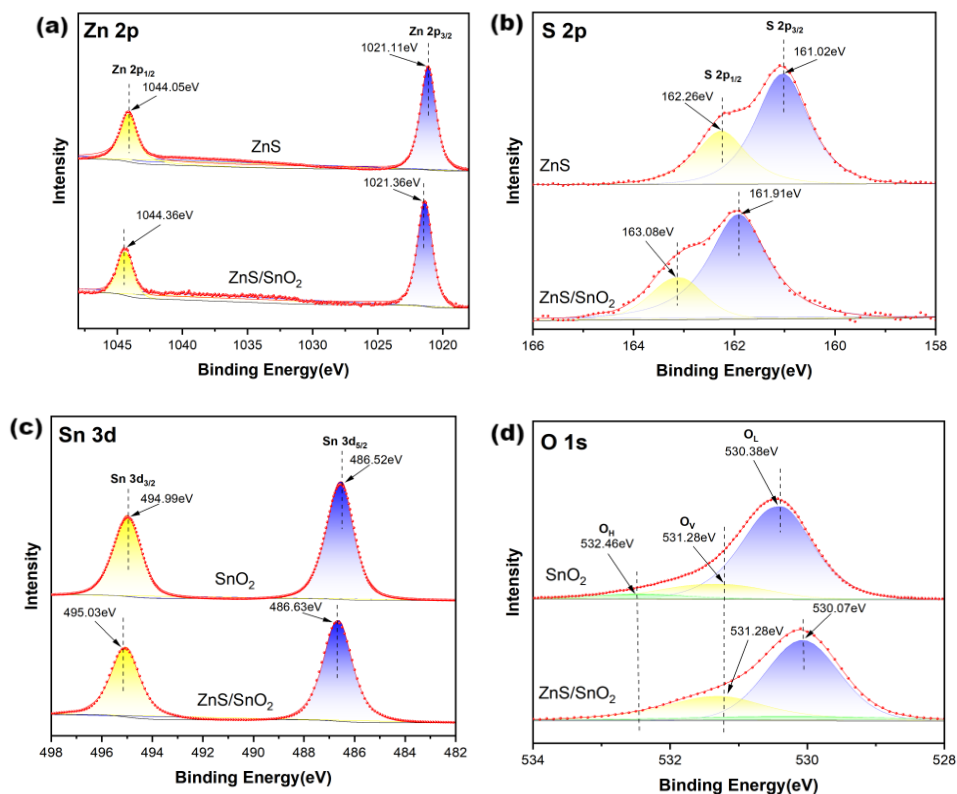 (a) Zn 2p
Zn 2p1/2
1044.05eV
Zn 2p3/2
1021.11eV
ZnS
1044.36eV
1021.36eV
ZnS/SnO2
Intensity
1045 1040 1035 1030 1025 1020
Binding Energy(eV)
(b) S 2p
S 2p3/2
161.02eV
S 2p1/2
162.26eV
ZnS
161.91eV
163.08eV
ZnS/SnO2
Intensity
166 164 162 160 158
Binding Energy(eV)
(c) Sn 3d
Sn 3d5/2
486.52eV
Sn 3d3/2
494.99eV
SnO2
495.03eV
486.63eV
ZnS/SnO2
Intensity
498 496 494 492 490 488 486 484 482
Binding Energy(eV)
(d) O 1s
OL
530.38eV
OV
531.28eV
OH
532.46eV
SnO2
530.07eV
531.28eV
ZnS/SnO2
Intensity
534 532 530 528
Binding Energy(eV)